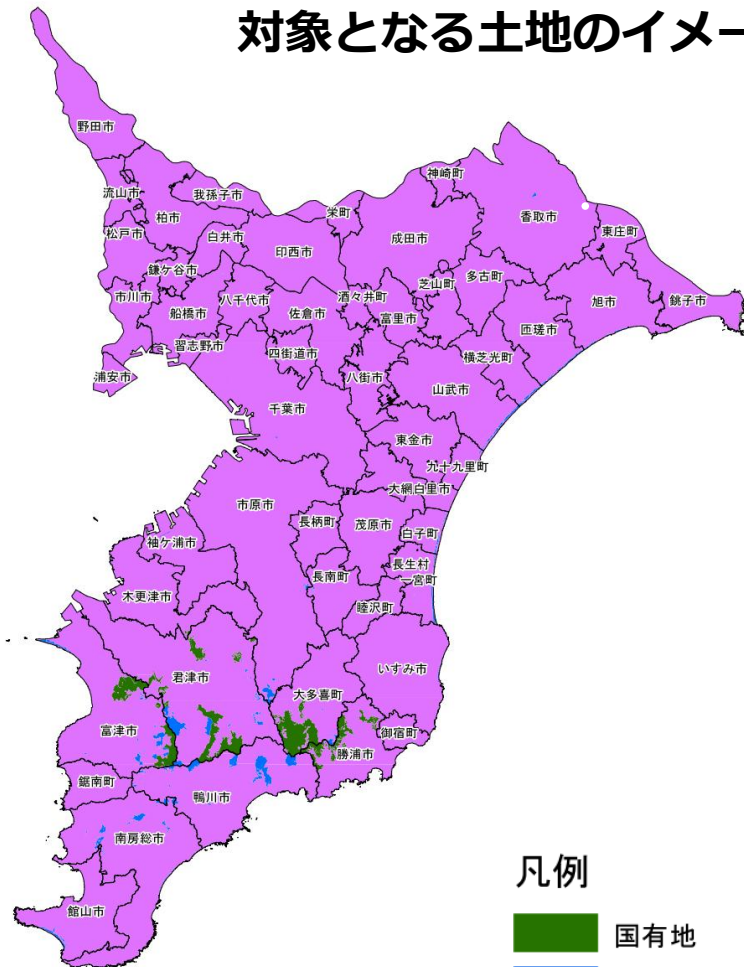 対象となる土地のイメー
野田市
流山市
我孫子市
柏市
松戸市
白井市
鎌ケ谷市
印西市
栄町
成田市
神崎町
香取市
東庄町
市川市
船橋市
八千代市
佐倉市
酒々井町
富里市
芝山町
多古町
旭市
銚子市
匝瑳市
習志野市
四街道市
八街市
横芝光町
浦安市
千葉市
山武市
東金市
九十九里町
大網白里市
市原市
長柄町
茂原市
白子町
袖ケ浦市
長南町
長生村
一宮町
木更津市
睦沢町
いすみ市
君津市
大多喜町
富津市
御宿町
勝浦市
鋸南町
鴨川市
南房総市
館山市
凡例
国有地